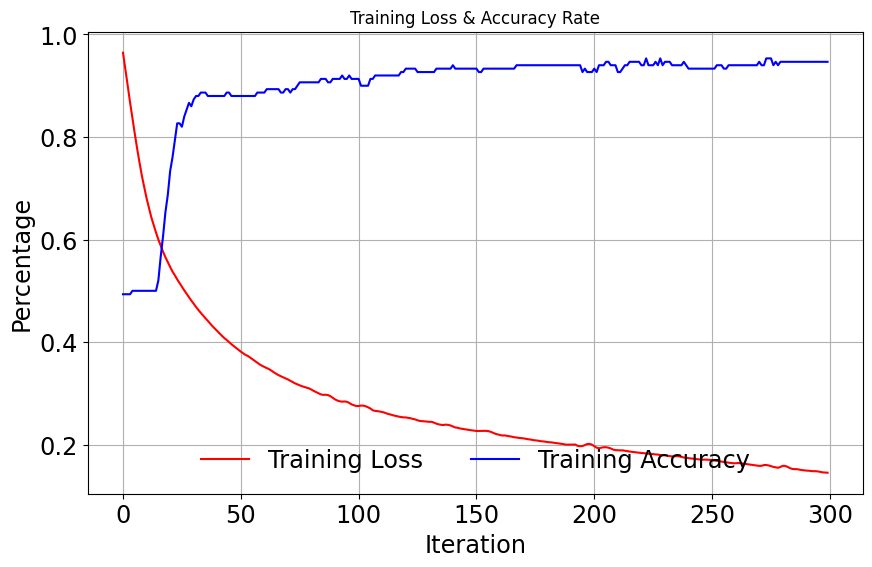 Training Loss & Accuracy Rate
Percentage
1.0
0.8
0.6
0.4
0.2
Training Loss Training Accuracy
0 50 100 150 200 250 300
Iteration